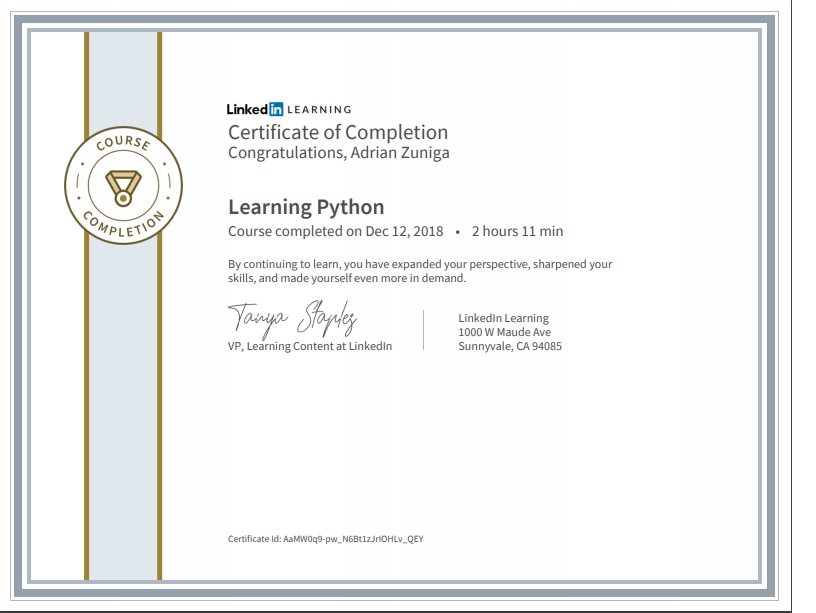 COURSE
COMPLETION
Linked in LEARNING
Certificate of Completion
Congratulations, Adrian Zuniga
Learning Python
Course completed on Dec 12, 2018 • 2 hours 11 min
By continuing to learn, you have expanded your perspective, sharpened your
skills, and made yourself even more in demand.
Tanya Staples
VP, Learning Content at LinkedIn
LinkedIn Learning
1000 W Maude Ave
Sunnyvale, CA 94085
Certificate Id: AaMW0q9-pw_N6Bt1zJrIOHLv_QEY